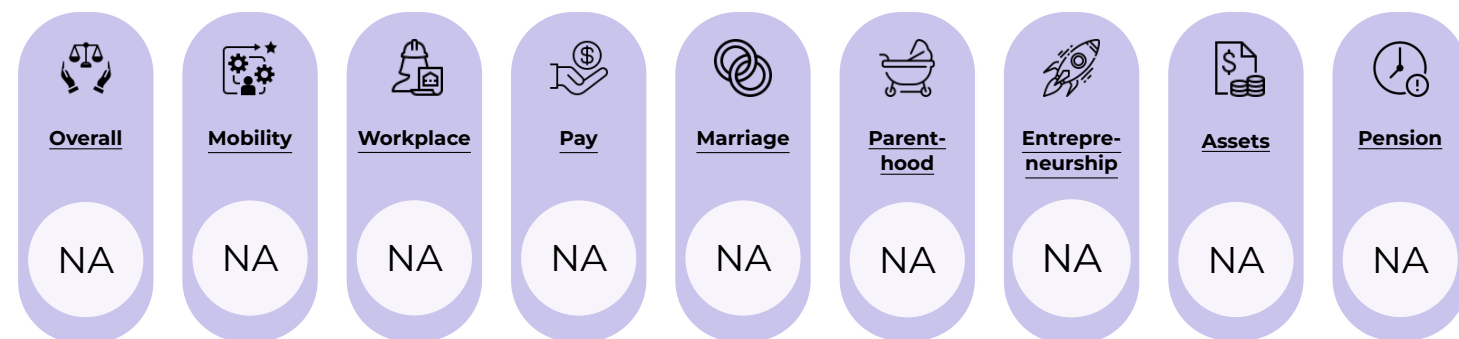 Overall
Mobility
Workplace
Pay
Marriage
Parent-
hood
Entrepre-
neurship
Assets
Pension
NA
NA
NA
NA
NA
NA
NA
NA
NA